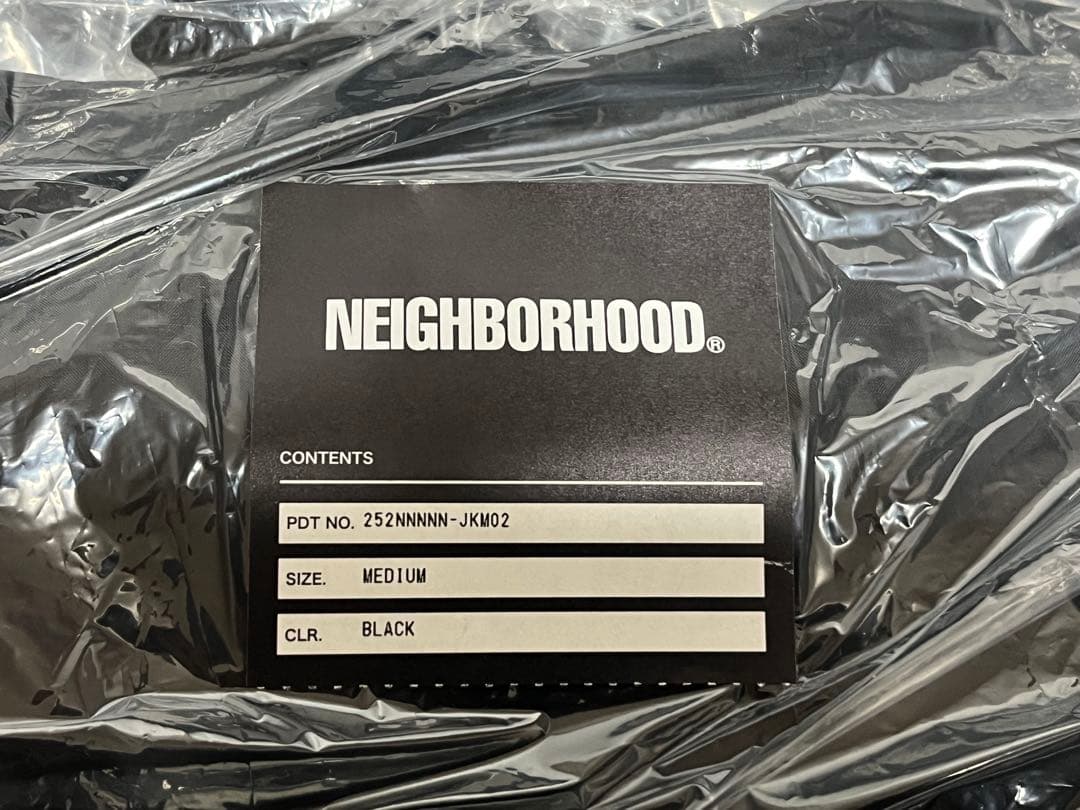 NEIGHBORHOOD®
CONTENTS
PDT NO. 252NNNNN-JKM02
SIZE. MEDIUM
CLR. BLACK